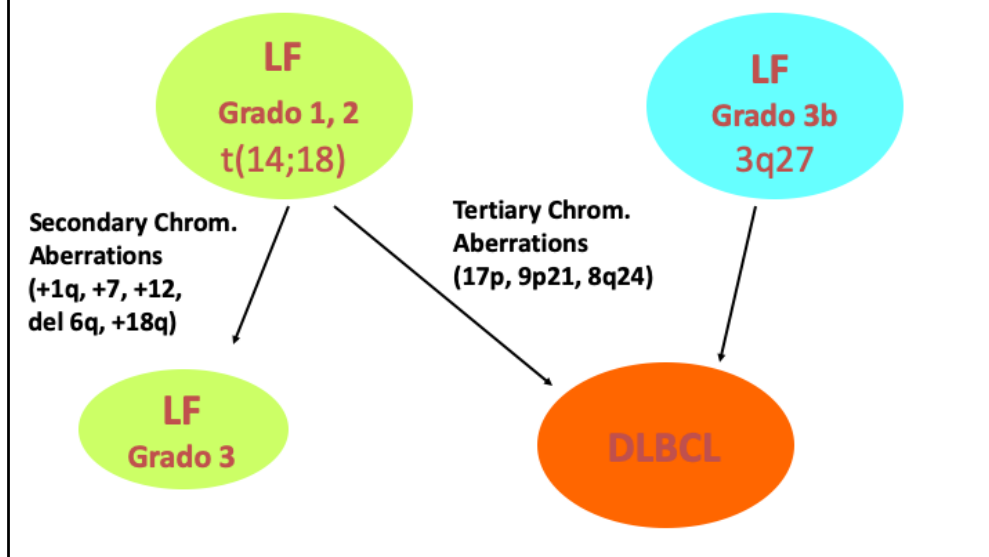 LF
Grado 1, 2
t(14;18)
LF
Grado 3b
3q27
Secondary Chrom.
Aberrations
(+1q, +7, +12,
del 6q, +18q)
Tertiary Chrom.
Aberrations
(17p, 9p21, 8q24)
LF
Grado 3
DLBCL